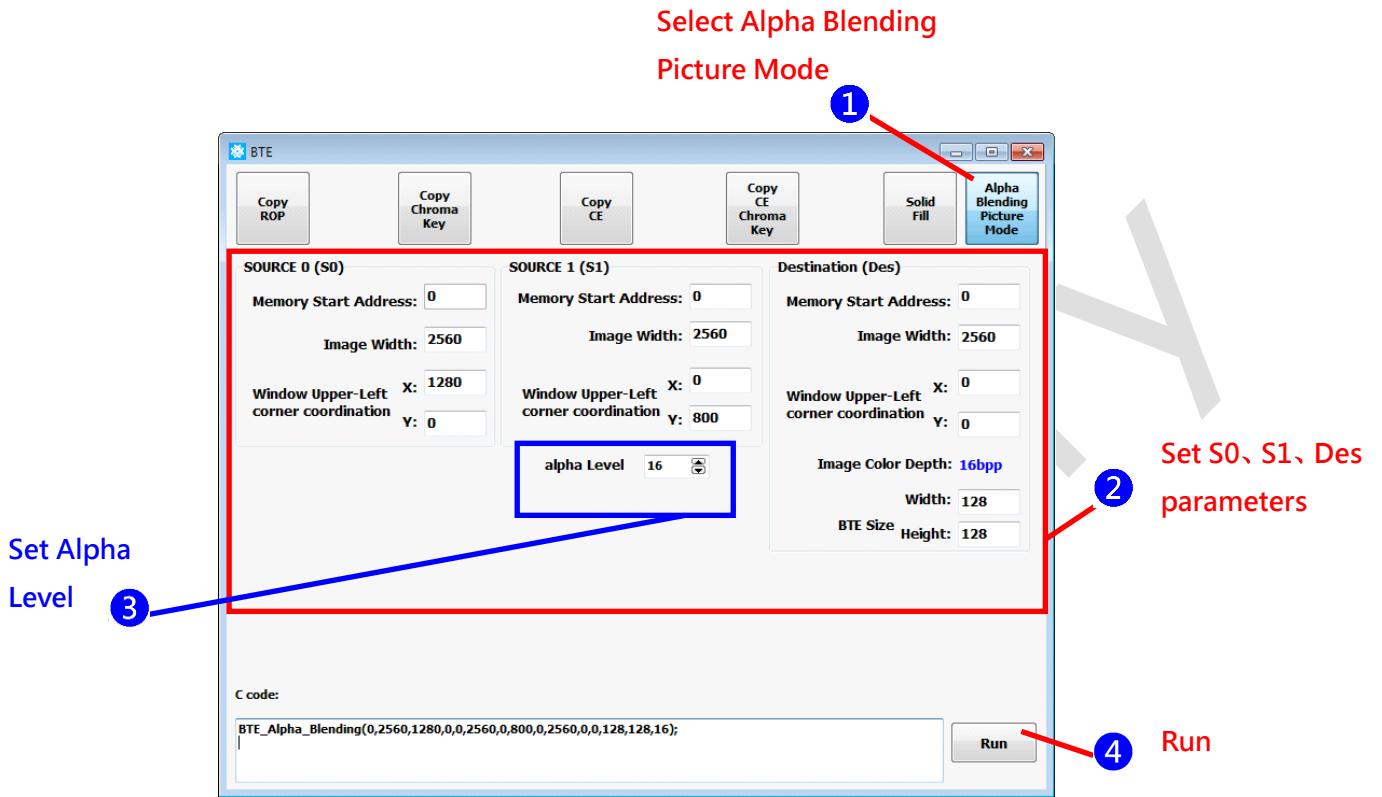 Select Alpha Blending
Picture Mode
1
BTE
Copy
ROP
Copy
Chroma
Key
Copy
CE
Copy
CE
Chroma
Key
Solid
Fill
Alpha
Blending
Picture
Mode
SOURCE 0 (S0)
Memory Start Address: 0
Image Width: 2560
Window Upper-Left
corner coordination
X: 1280
Y: 0
SOURCE 1 (S1)
Memory Start Address: 0
Image Width: 2560
Window Upper-Left
corner coordination
X: 0
Y: 800
alpha Level 16
Destination (Des)
Memory Start Address: 0
Image Width: 2560
Window Upper-Left
corner coordination
X: 0
Y: 0
Image Color Depth: 16bpp
BTE Size
Width: 128
Height: 128
Set S0、S1、Des
parameters
2
Set Alpha
Level
3
C code:
BTE_Alpha_Blending(0,2560,1280,0,0,2560,0,800,0,2560,0,0,128,128,16);
Run
4
Run
Y